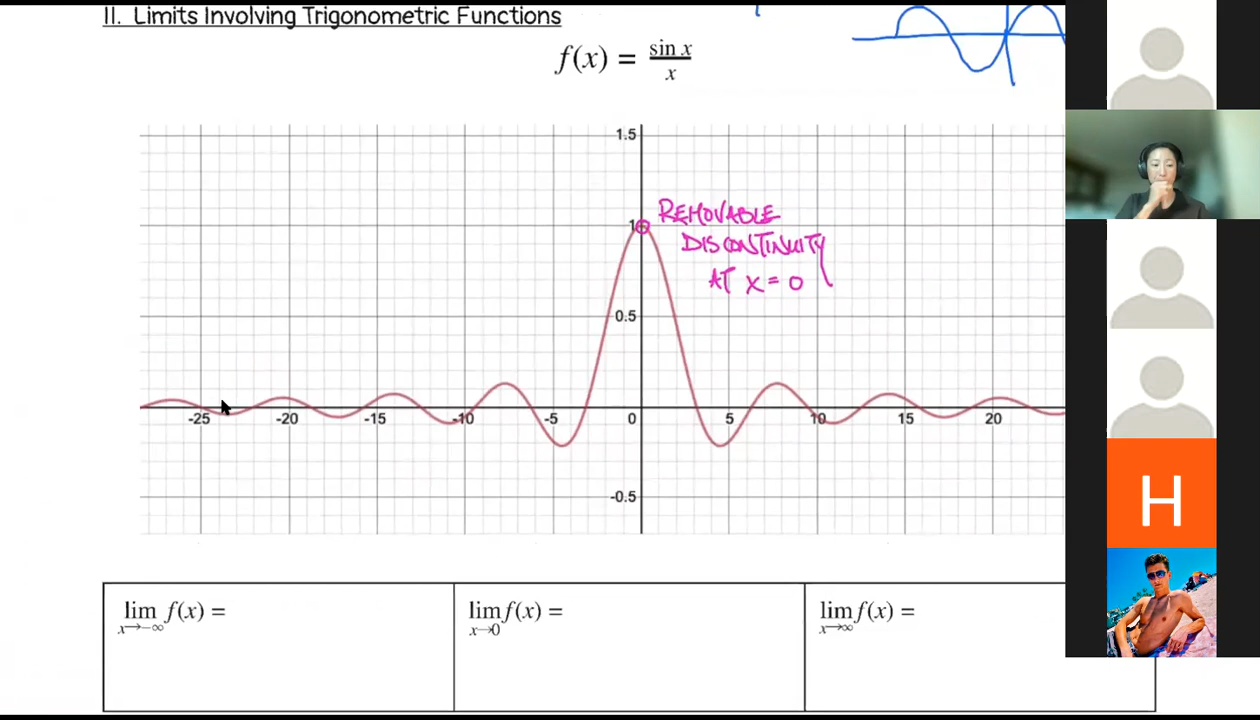 II. Limits Involving Trigonometric Functions
f(x) = sin x / x
1.5
1
REMOVABLE
DISCONTINUITY
AT x = 0
0.5
-25 -20 -15 -10 -5 0 5 10 15 20
-0.5
lim x→-∞ f(x) =
lim x→0 f(x) =
lim x→∞ f(x) =
H